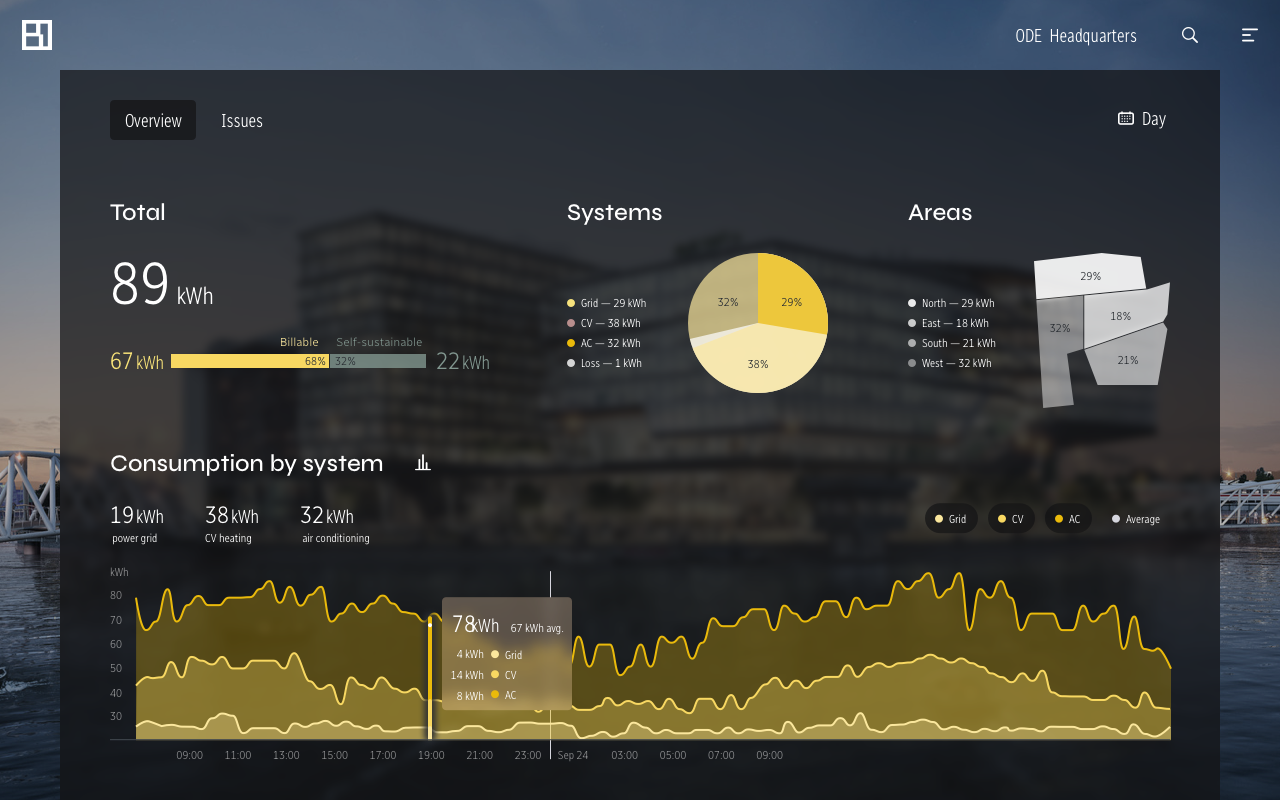 ODE Headquarters
Overview
Issues
Day
Total
Systems
Areas
89 kWh
Billable
Self-sustainable
67 kWh
68%
32%
22 kWh
Grid — 29 kWh
CV — 38 kWh
AC — 32 kWh
Loss — 1 kWh
32%
29%
38%
North — 29 kWh
East — 18 kWh
South — 21 kWh
West — 32 kWh
29%
32%
18%
21%
Consumption by system
19 kWh
power grid
38 kWh
CV heating
32 kWh
air conditioning
Grid
CV
AC
Average
kWh
80
70
60
50
40
30
78 kWh
67 kWh avg.
4 kWh Grid
14 kWh CV
8 kWh AC
09:00
11:00
13:00
15:00
17:00
19:00
21:00
23:00
Sep 24
03:00
05:00
07:00
09:00